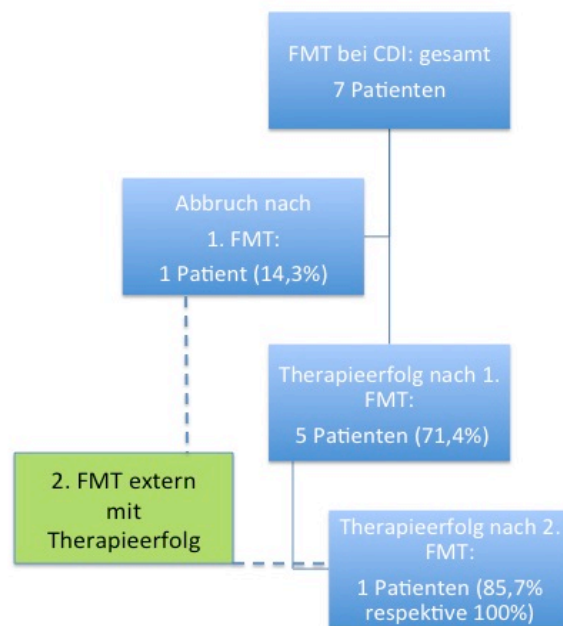 FMT bei CDI: gesamt
7 Patienten
Abbruch nach
1. FMT:
1 Patient (14,3%)
Therapieerfolg nach 1.
FMT:
5 Patienten (71,4%)
2. FMT extern
mit
Therapieerfolg
Therapieerfolg nach 2.
FMT:
1 Patienten (85,7%
respektive 100%)